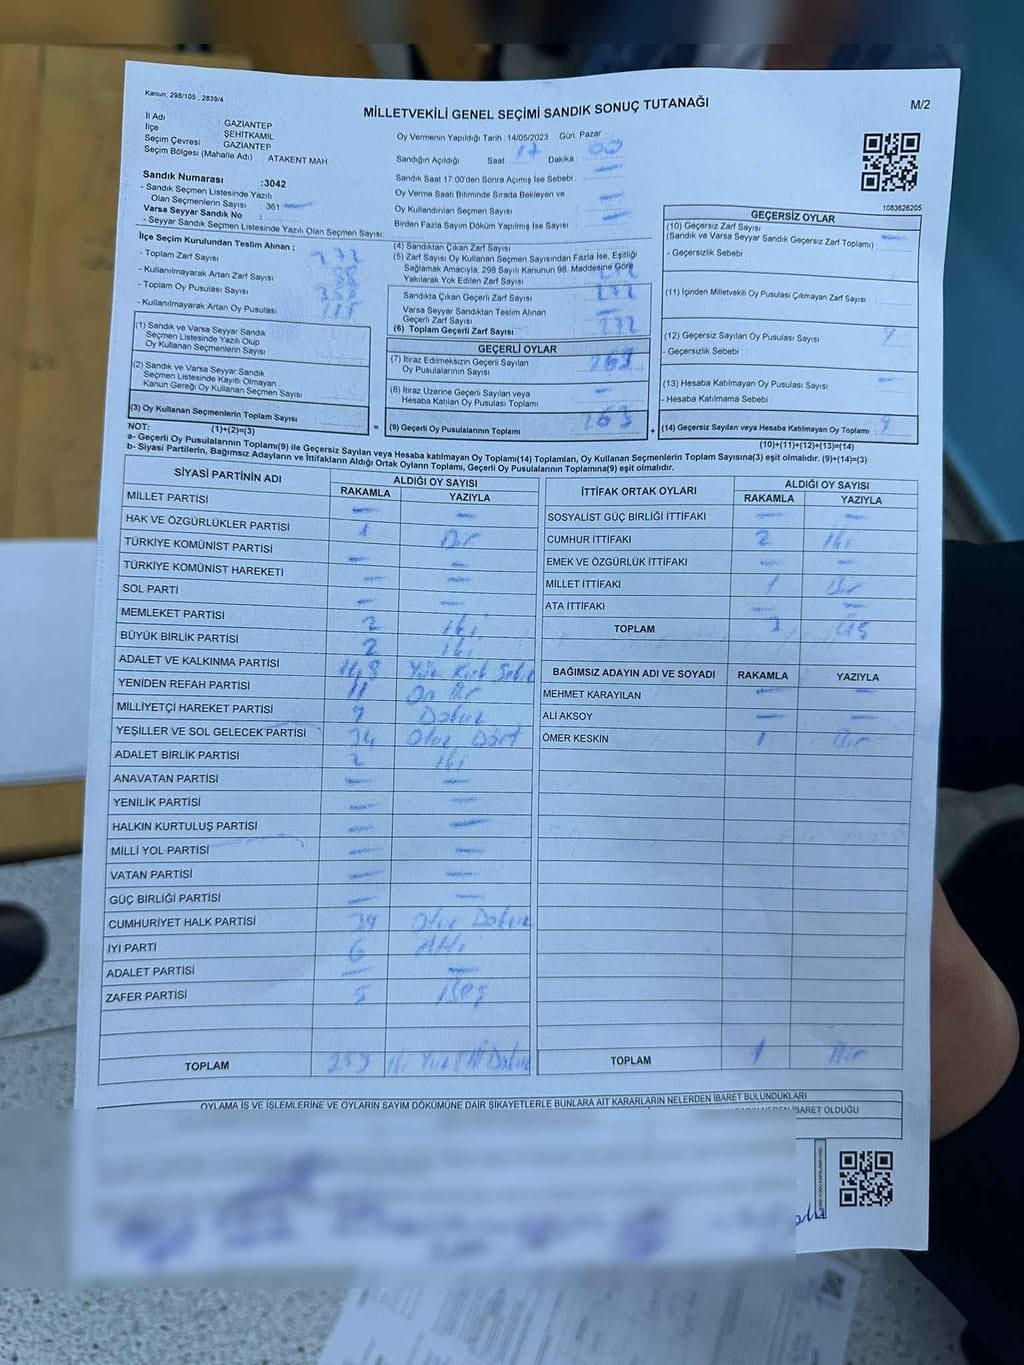 Kanun: 298/105 , 2839/4
MİLLETVEKİLİ GENEL SEÇİMİ SANDIK SONUÇ TUTANAĞI
M/2
İl Adı : GAZİANTEP
İlçe : ŞEHİTKAMİL
Seçim Çevresi : GAZİANTEP
Seçim Bölgesi (Mahalle Adı) : ATAKENT MAH
Oy Vermenin Yapıldığı Tarih : 14/05/2023 Gün: Pazar
Sandığın Açıldığı Saat: 17 Dakika : 00
Sandık Saat 17:00'den Sonra Açımış İse Sebebi : —
Oy Verme Saati Bitiminde Sırada Bekleyen ve
Oy Kullandırılan Seçmen Sayısı —
Birden Fazla Sayım Döküm Yapılmış İse Sayısı : —
Sandık Numarası :3042
- Sandık Seçmen Listesinde Yazılı
Olan Seçmenlerin Sayısı : 361
Varsa Seyyar Sandık No :
- Seyyar Sandık Seçmen Listesinde Yazılı Olan Seçmen Sayısı:
1083626205
İlçe Seçim Kurulundan Teslim Alınan :
- Toplam Zarf Sayısı
- Kullanılmayarak Artan Zarf Sayısı
- Toplam Oy Pusulası Sayısı
- Kullanılmayarak Artan Oy Pusulası
(1) Sandık ve Varsa Seyyar Sandık
Seçmen Listesinde Yazılı Olup
Oy Kullanan Seçmenlerin Sayısı
(2) Sandık ve Varsa Seyyar Sandık
Seçmen Listesinde Kayıtlı Olmayan
Kanun Gereği Oy Kullanan Seçmen Sayısı
(3) Oy Kullanan Seçmenlerin Toplam Sayısı
(4) Sandıktan Çıkan Zarf Sayısı
(5) Zarf Sayısı Oy Kullanan Seçmen Sayısından Fazla İse, Eşitliği
Sağlamak Amacıyla, 298 Sayılı Kanunun 98. Maddesine Göre
Yakılarak Yok Edilen Zarf Sayısı
Sandıkta Çıkan Geçerli Zarf Sayısı 272
Varsa Seyyar Sandıktan Teslim Alınan
Geçerli Zarf Sayısı —
(6) Toplam Geçerli Zarf Sayısı 272
GEÇERLİ OYLAR
(7) İtiraz Edilmeksizin Geçerli Sayılan
Oy Pusulalarının Sayısı 263
(8) İtiraz Üzerine Geçerli Sayılan veya
Hesaba Katılan Oy Pusulası Toplamı —
= (9) Geçerli Oy Pusulalarının Toplamı 263 +
GEÇERSİZ OYLAR
(10) Geçersiz Zarf Sayısı
(Sandık ve Varsa Seyyar Sandık Geçersiz Zarf Toplamı) : —
- Geçersizlik Sebebi :
(11) İçinden Milletvekili Oy Pusulası Çıkmayan Zarf Sayısı
(12) Geçersiz Sayılan Oy Pusulası Sayısı 9
- Geçersizlik Sebebi :
(13) Hesaba Katılmayan Oy Pusulası Sayısı —
- Hesaba Katılmama Sebebi :
(14) Geçersiz Sayılan veya Hesaba Katılmayan Oy Toplamı 9
NOT: (1)+(2)=(3)
(10)+(11)+(12)+(13)=(14)
a- Geçerli Oy Pusulalarının Toplamı(9) ile Geçersiz Sayılan veya Hesaba katılmayan Oy Toplamı(14) Toplamları, Oy Kullanan Seçmenlerin Toplam Sayısına(3) eşit olmalıdır. (9)+(14)=(3)
b- Siyasi Partilerin, Bağımsız Adayların ve İttifakların Aldığı Ortak Oyların Toplamı, Geçerli Oy Pusulalarının Toplamına(9) eşit olmalıdır.
SİYASİ PARTİNİN ADI ALDIĞI OY SAYISI
RAKAMLA YAZIYLA
MİLLET PARTİSİ — —
HAK VE ÖZGÜRLÜKLER PARTİSİ 1 Bir
TÜRKİYE KOMÜNİST PARTİSİ — —
TÜRKİYE KOMÜNİST HAREKETİ — —
SOL PARTİ — —
MEMLEKET PARTİSİ 2 iki
BÜYÜK BİRLİK PARTİSİ 2 iki
ADALET VE KALKINMA PARTİSİ 148 Yüz Kırk Sekiz
YENİDEN REFAH PARTİSİ 11 On Bir
MİLLİYETÇİ HAREKET PARTİSİ 9 Dokuz
YEŞİLLER VE SOL GELECEK PARTİSİ 34 Otuz Dört
ADALET BİRLİK PARTİSİ 2 iki
ANAVATAN PARTİSİ — —
YENİLİK PARTİSİ — —
HALKIN KURTULUŞ PARTİSİ — —
MİLLİ YOL PARTİSİ — —
VATAN PARTİSİ — —
GÜÇ BİRLİĞİ PARTİSİ — —
CUMHURİYET HALK PARTİSİ 39 Otuz Dokuz
İYİ PARTİ 6 Altı
ADALET PARTİSİ — —
ZAFER PARTİSİ 5 Beş
TOPLAM 259 İki Yüz Elli Dokuz
İTTİFAK ORTAK OYLARI ALDIĞI OY SAYISI
RAKAMLA YAZIYLA
SOSYALİST GÜÇ BİRLİĞİ İTTİFAKI — —
CUMHUR İTTİFAKI 2 iki
EMEK VE ÖZGÜRLÜK İTTİFAKI — —
MİLLET İTTİFAKI 1 Bir
ATA İTTİFAKI — —
TOPLAM 3 Üç
BAĞIMSIZ ADAYIN ADI VE SOYADI RAKAMLA YAZIYLA
MEHMET KARAYILAN — —
ALİ AKSOY — —
ÖMER KESKİN 1 Bir
TOPLAM 1 Bir
OYLAMA İŞ VE İŞLEMLERİNE VE OYLARIN SAYIM DÖKÜMÜNE DAİR ŞİKAYETLERLE BUNLARA AİT KARARLARIN NELERDEN İBARET BULUNDUKLARI
İBARET OLDUĞU